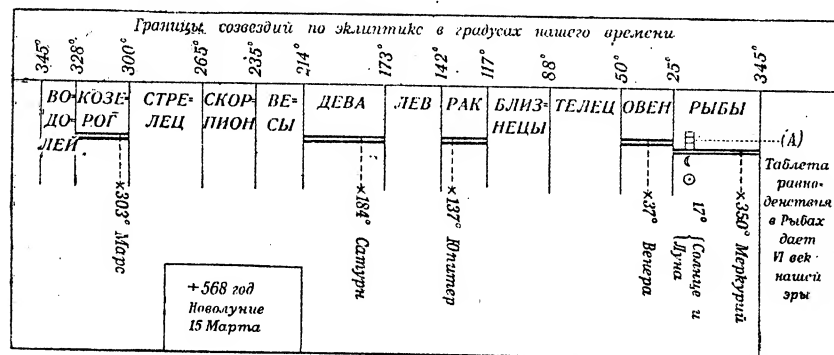 Границы созвездий по эклиптике в градусах нашего времени
345° 328° 300° 265° 235° 214° 173° 142° 117° 88° 50° 25° 345°
ВО-
ДО-
ЛЕЙ
КОЗЕ-
РОГ
СТРЕ-
ЛЕЦ
СКОР-
ПИОН
ВЕ-
СЫ
ДЕВА
ЛЕВ
РАК
БЛИЗ-
НЕЦЫ
ТЕЛЕЦ
ОВЕН
РЫБЫ
(А)
Таблета
равно-
денствия
в Рыбах
дает
VI век
нашей
эры
×303° Марс
×184° Сатурн
×137° Юпитер
×37° Венера
17° {Солнце и
Луна
×350° Меркурий
+568 год
Новолуние
15 Марта